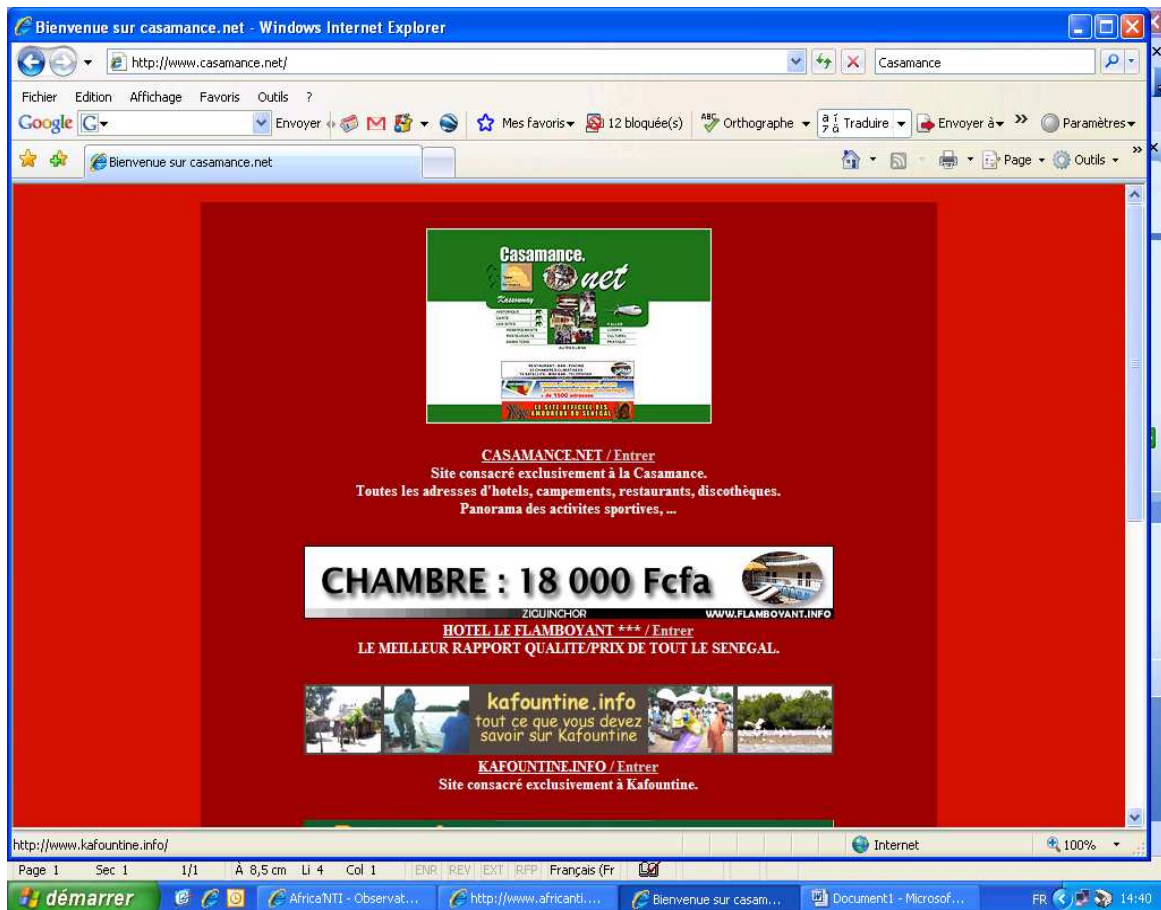 Bienvenue sur casamance.net - Windows Internet Explorer
http://www.casamance.net/
Casamance
Fichier Edition Affichage Favoris Outils ?
Google G Envoyer Mes favoris 12 bloquée(s) ABC Orthographe Traduire Envoyer à Paramètres
Bienvenue sur casamance.net
Page Outils
Casamance.
net
Kassoumay
CASAMANCE.NET / Entrer
Site consacré exclusivement à la Casamance.
Toutes les adresses d'hotels, campements, restaurants, discothèques.
Panorama des activites sportives, ...
CHAMBRE : 18 000 Fcfa
ZIGUINCHOR WWW.FLAMBOYANT.INFO
HOTEL LE FLAMBOYANT *** / Entrer
LE MEILLEUR RAPPORT QUALITE/PRIX DE TOUT LE SENEGAL.
kafountine.info
tout ce que vous devez
savoir sur Kafountine
KAFOUNTINE.INFO / Entrer
Site consacré exclusivement à Kafountine.
http://www.kafountine.info/
Internet
100%
Page 1 Sec 1 1/1 À 8,5 cm Li 4 Col 1 ENR REV EXT RFP Français (Fr
démarrer Africa'NTI - Observat... http://www.africanti.... Bienvenue sur casam... Document1 - Microsof... FR 14:40